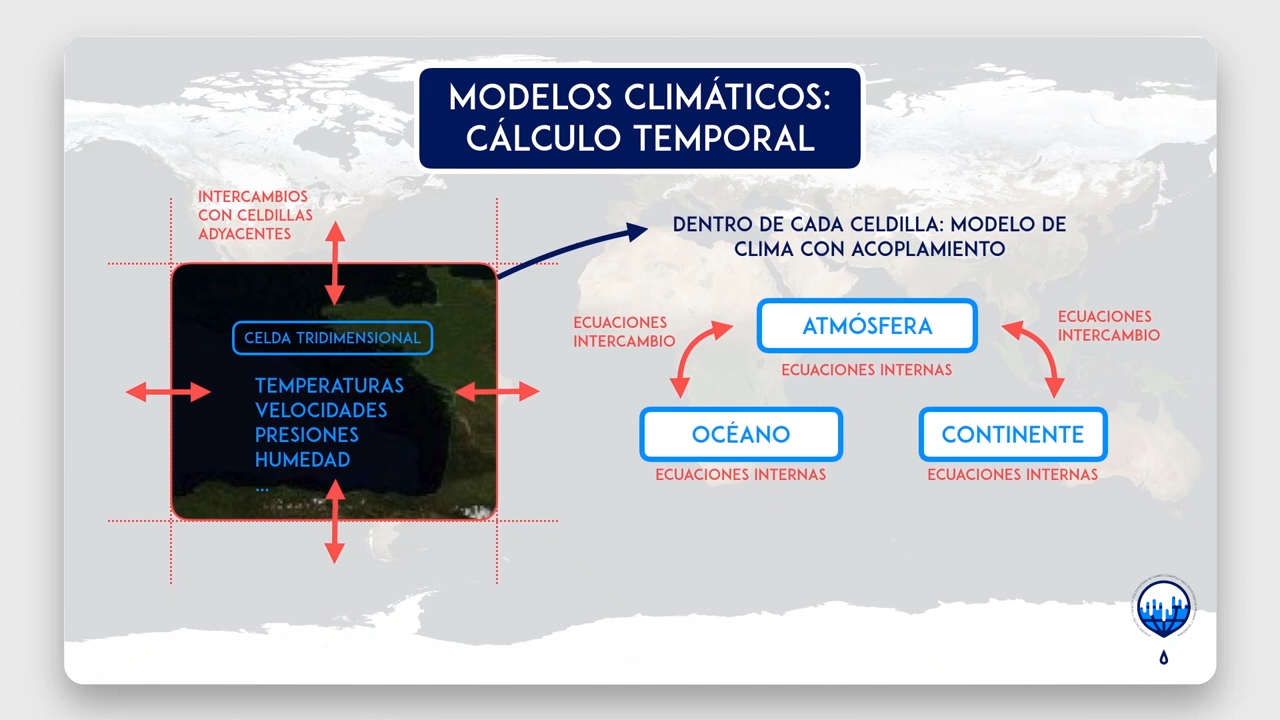 MODELOS CLIMÁTICOS:
CÁLCULO TEMPORAL
INTERCAMBIOS
CON CELDILLAS
ADYACENTES
CELDA TRIDIMENSIONAL
TEMPERATURAS
VELOCIDADES
PRESIONES
HUMEDAD
...
DENTRO DE CADA CELDILLA: MODELO DE
CLIMA CON ACOPLAMIENTO
ECUACIONES
INTERCAMBIO
ATMÓSFERA
ECUACIONES INTERNAS
ECUACIONES
INTERCAMBIO
OCÉANO
ECUACIONES INTERNAS
CONTINENTE
ECUACIONES INTERNAS